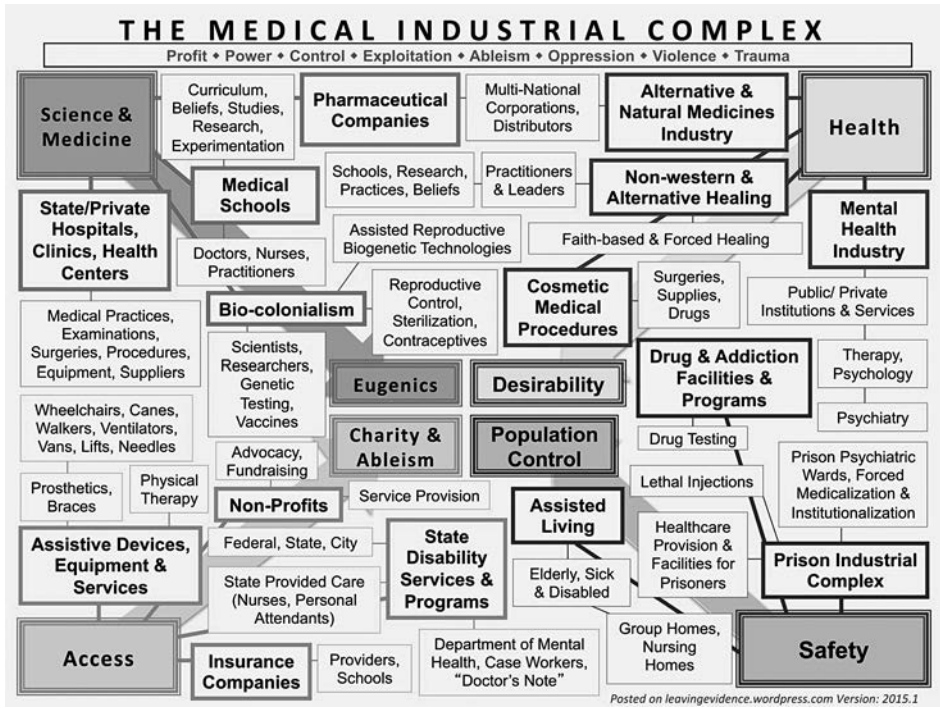 THE MEDICAL INDUSTRIAL COMPLEX
Profit ♦ Power ♦ Control ♦ Exploitation ♦ Ableism ♦ Oppression ♦ Violence ♦ Trauma
Science &
Medicine
Curriculum,
Beliefs, Studies,
Research,
Experimentation
Pharmaceutical
Companies
Multi-National
Corporations,
Distributors
Alternative &
Natural Medicines
Industry
Health
Medical
Schools
Schools, Research,
Practices, Beliefs
Practitioners
& Leaders
Non-western &
Alternative Healing
State/Private
Hospitals,
Clinics, Health
Centers
Mental
Health
Industry
Doctors, Nurses,
Practitioners
Assisted Reproductive
Biogenetic Technologies
Faith-based & Forced Healing
Bio-colonialism
Reproductive
Control,
Sterilization,
Contraceptives
Cosmetic
Medical
Procedures
Surgeries,
Supplies,
Drugs
Public/ Private
Institutions & Services
Medical Practices,
Examinations,
Surgeries, Procedures,
Equipment, Suppliers
Scientists,
Researchers,
Genetic
Testing,
Vaccines
Eugenics
Desirability
Drug & Addiction
Facilities &
Programs
Therapy,
Psychology
Psychiatry
Wheelchairs, Canes,
Walkers, Ventilators,
Vans, Lifts, Needles
Charity &
Ableism
Population
Control
Drug Testing
Advocacy,
Fundraising
Prosthetics,
Braces
Physical
Therapy
Non-Profits
Service Provision
Assisted
Living
Lethal Injections
Prison Psychiatric
Wards, Forced
Medicalization &
Institutionalization
Assistive Devices,
Equipment &
Services
Federal, State, City
State
Disability
Services &
Programs
Healthcare
Provision &
Facilities for
Prisoners
Prison Industrial
Complex
State Provided Care
(Nurses, Personal
Attendants)
Elderly, Sick
& Disabled
Access
Insurance
Companies
Providers,
Schools
Department of Mental
Health, Case Workers,
“Doctor’s Note”
Group Homes,
Nursing
Homes
Safety
Posted on leavingevidence.wordpress.com Version: 2015.1